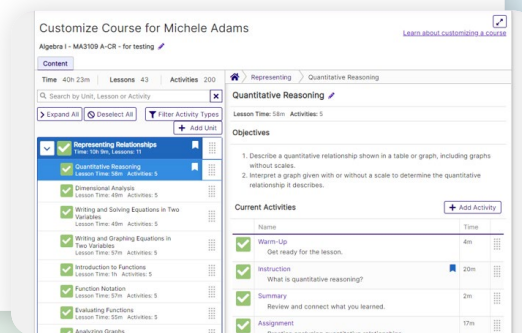 Customize Course for Michele Adams
Learn about customizing a course
Algebra I - MA3109 A-CR - for testing
Content
Time 40h 23m Lessons 43 Activities 200
Search by Unit, Lesson or Activity
Expand All
Deselect All
Filter Activity Types
Add Unit
Representing Relationships
Time: 10h 9m, Lessons: 11
Quantitative Reasoning
Lesson Time: 58m Activities: 5
Dimensional Analysis
Lesson Time: 49m Activities: 5
Writing and Solving Equations in Two
Variables
Lesson Time: 49m Activities: 5
Writing and Graphing Equations in
Two Variables
Lesson Time: 57m Activities: 5
Introduction to Functions
Lesson Time: 1h Activities: 5
Function Notation
Lesson Time: 57m Activities: 5
Evaluating Functions
Lesson Time: 55m Activities: 5
Analyzing Graphs
Representing
Quantitative Reasoning
Quantitative Reasoning
Lesson Time: 58m Activities: 5
Objectives
1. Describe a quantitative relationship shown in a table or graph, including graphs
without scales.
2. Interpret a graph given with or without a scale to determine the quantitative
relationship it describes.
Current Activities
Add Activity
Name Time
Warm-Up 4m
Get ready for the lesson.
Instruction 20m
What is quantitative reasoning?
Summary 2m
Review and connect what you learned.
Assignment 17m